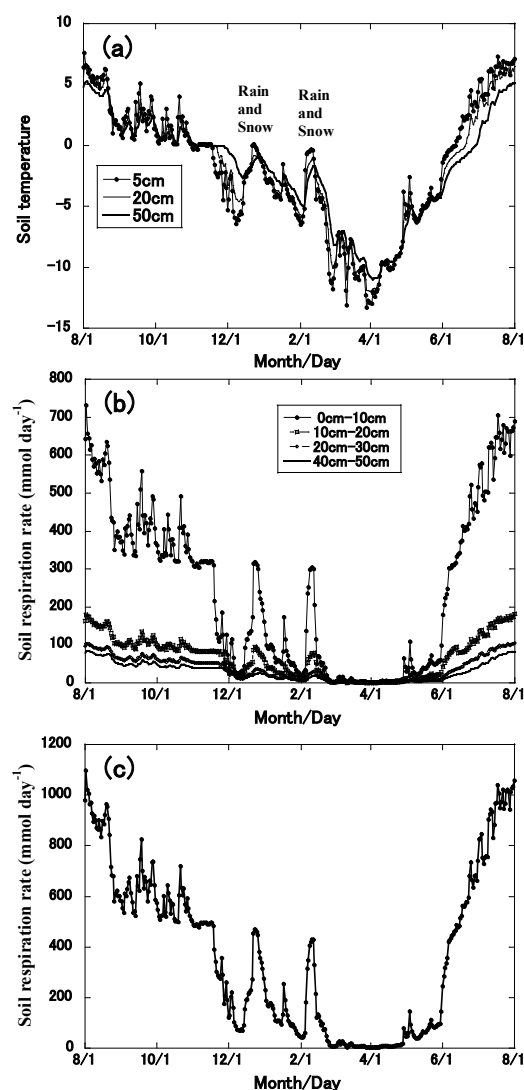 (a)
10
5
0
-5
-10
-15
Soil temperature
Rain
and
Snow
Rain
and
Snow
5cm
20cm
50cm
8/1 10/1 12/1 2/1 4/1 6/1 8/1
Month/Day
(b)
800
700
600
500
400
300
200
100
0
Soil respiration rate (mmol day-1)
0cm-10cm
10cm-20cm
20cm-30cm
40cm-50cm
8/1 10/1 12/1 2/1 4/1 6/1 8/1
Month/Day
(c)
1200
1000
800
600
400
200
0
Soil respiration rate (mmol day-1)
8/1 10/1 12/1 2/1 4/1 6/1 8/1
Month/Day